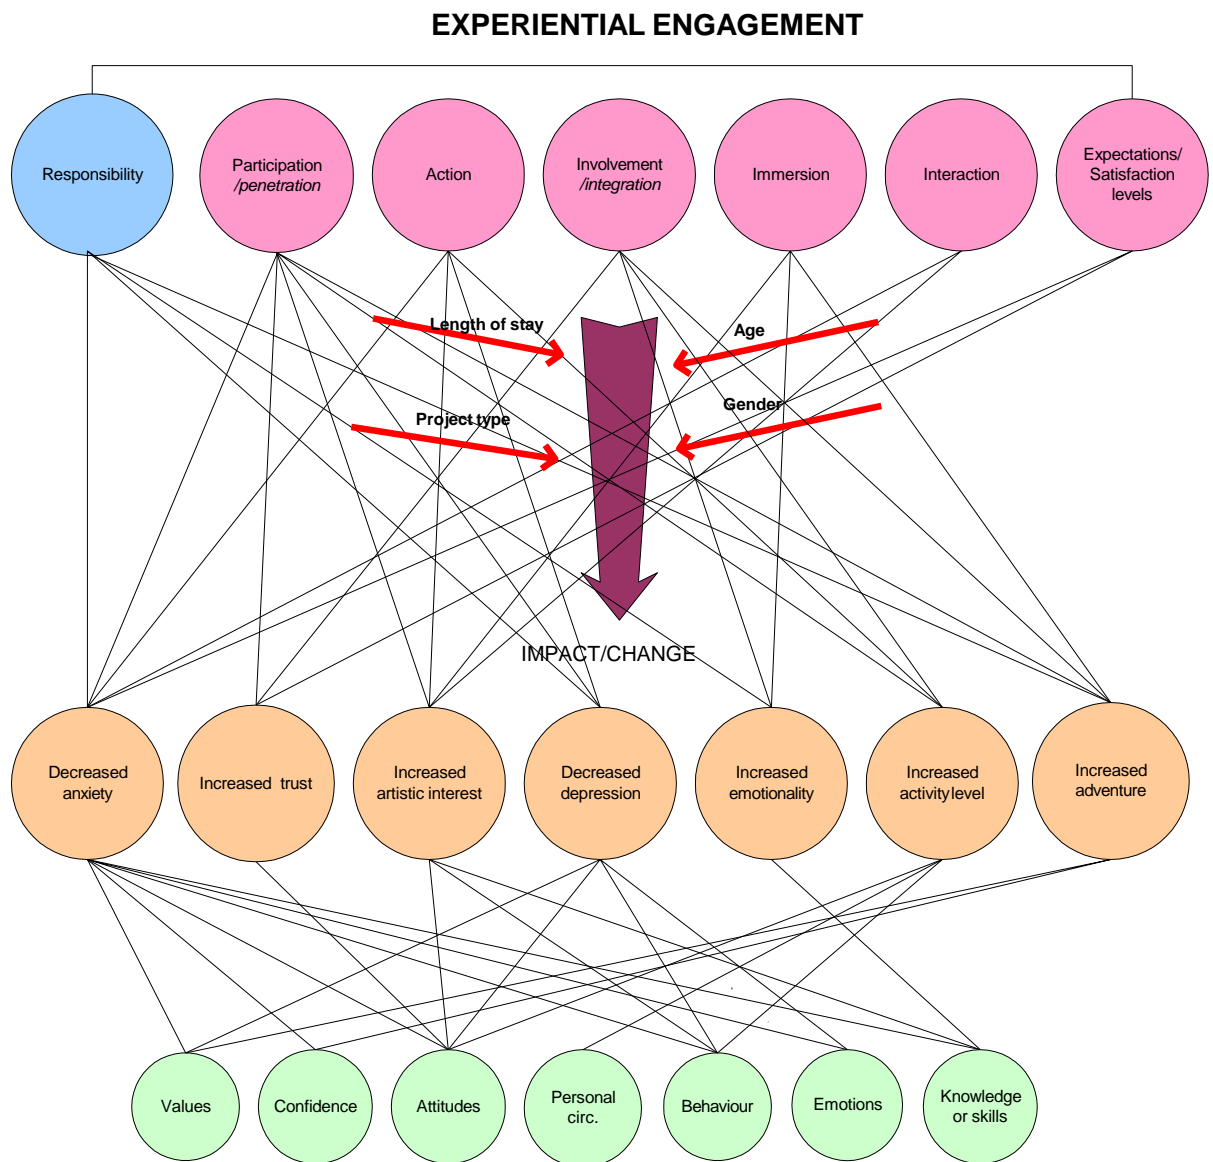 EXPERIENTIAL ENGAGEMENT
Responsibility
Participation
/penetration
Action
Involvement
/integration
Immersion
Interaction
Expectations/
Satisfaction
levels
Length of stay
Age
Project type
Gender
IMPACT/CHANGE
Decreased
anxiety
Increased trust
Increased
artistic interest
Decreased
depression
Increased
emotionality
Increased
activity level
Increased
adventure
Values
Confidence
Attitudes
Personal
circ.
Behaviour
Emotions
Knowledge
or skills